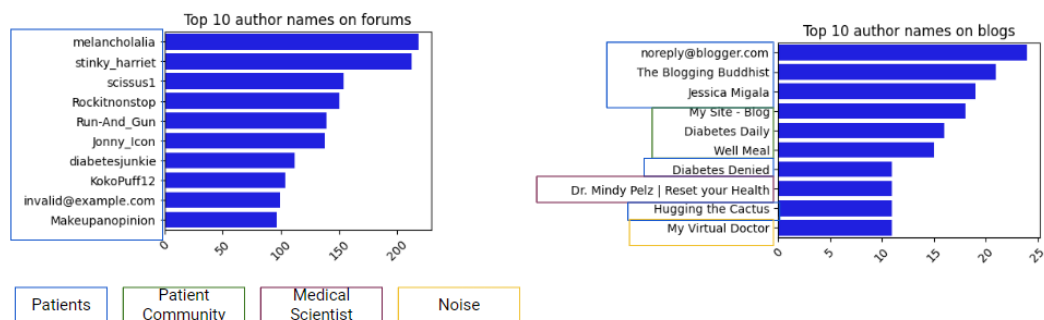 Top 10 author names on forums
melancholalia
stinky_harriet
scissus1
Rockitnonstop
Run-And_Gun
Jonny_Icon
diabetesjunkie
KokoPuff12
invalid@example.com
Makeupanopinion
0
50
100
150
200
Top 10 author names on blogs
noreply@blogger.com
The Blogging Buddhist
Jessica Migala
My Site - Blog
Diabetes Daily
Well Meal
Diabetes Denied
Dr. Mindy Pelz | Reset your Health
Hugging the Cactus
My Virtual Doctor
0
5
10
15
20
25
Patients
Patient
Community
Medical
Scientist
Noise